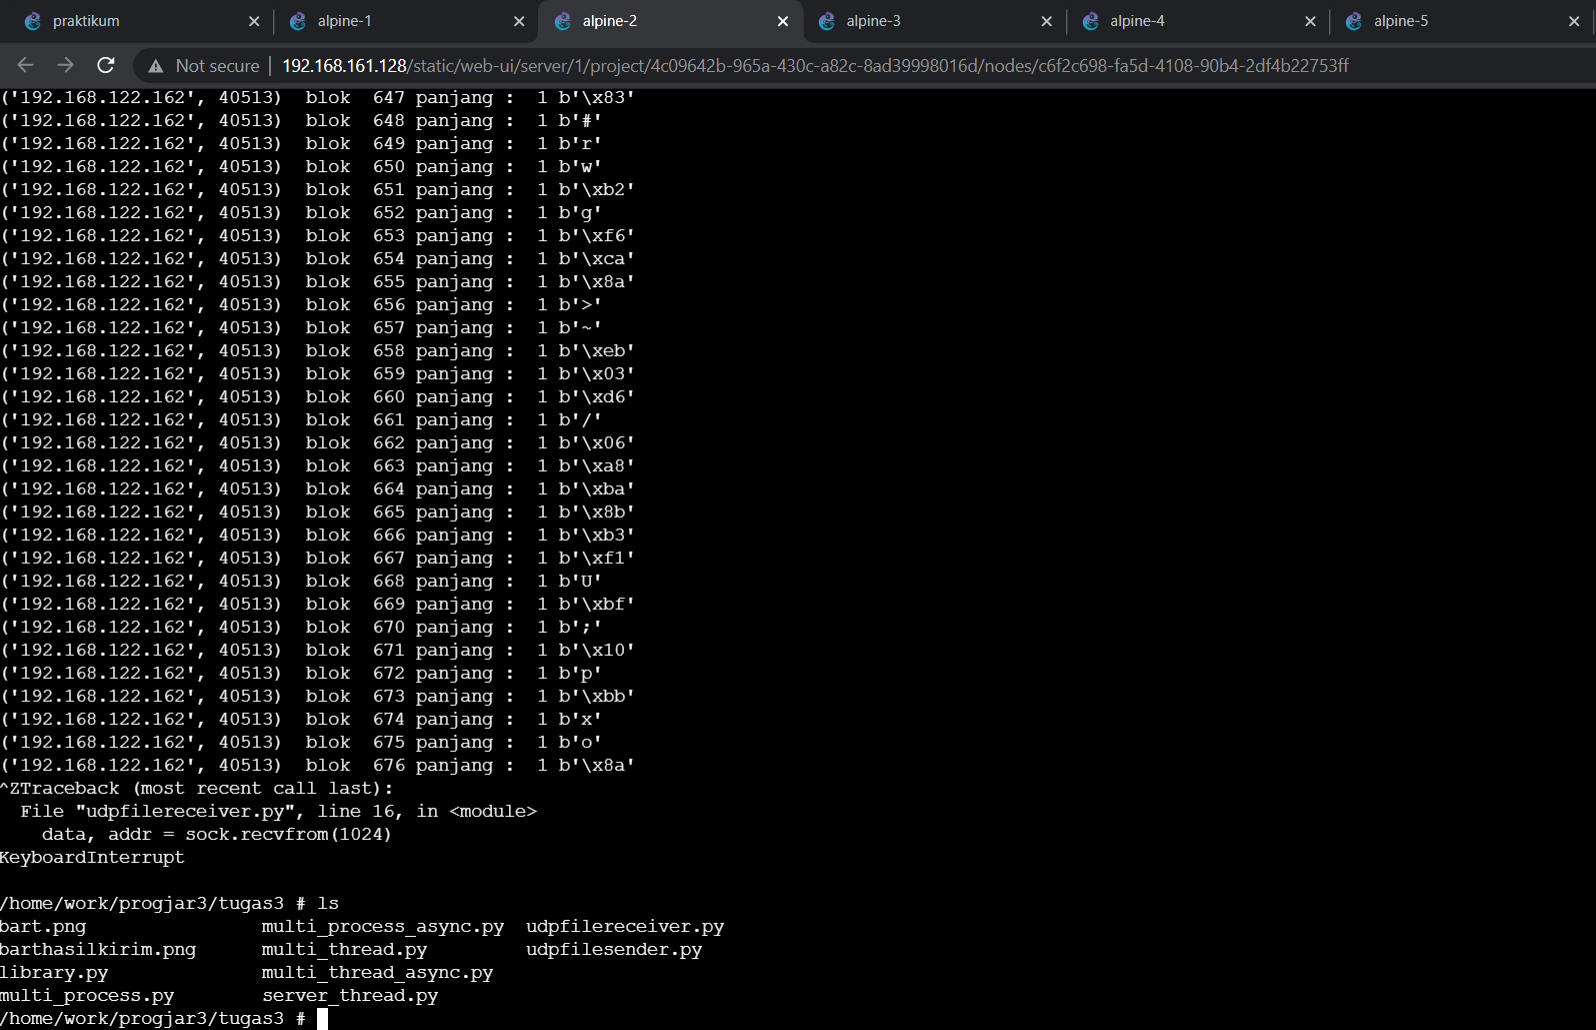 praktikum alpine-1 alpine-2 alpine-3 alpine-4 alpine-5
Not secure | 192.168.161.128/static/web-ui/server/1/project/4c09642b-965a-430c-a82c-8ad39998016d/nodes/c6f2c698-fa5d-4108-90b4-2df4b22753ff
('192.168.122.162', 40513)  blok  647 panjang :  1 b'\x83'
('192.168.122.162', 40513)  blok  648 panjang :  1 b'#'
('192.168.122.162', 40513)  blok  649 panjang :  1 b'r'
('192.168.122.162', 40513)  blok  650 panjang :  1 b'w'
('192.168.122.162', 40513)  blok  651 panjang :  1 b'\xb2'
('192.168.122.162', 40513)  blok  652 panjang :  1 b'g'
('192.168.122.162', 40513)  blok  653 panjang :  1 b'\xf6'
('192.168.122.162', 40513)  blok  654 panjang :  1 b'\xca'
('192.168.122.162', 40513)  blok  655 panjang :  1 b'\x8a'
('192.168.122.162', 40513)  blok  656 panjang :  1 b'>'
('192.168.122.162', 40513)  blok  657 panjang :  1 b'~'
('192.168.122.162', 40513)  blok  658 panjang :  1 b'\xeb'
('192.168.122.162', 40513)  blok  659 panjang :  1 b'\x03'
('192.168.122.162', 40513)  blok  660 panjang :  1 b'\xd6'
('192.168.122.162', 40513)  blok  661 panjang :  1 b'/'
('192.168.122.162', 40513)  blok  662 panjang :  1 b'\x06'
('192.168.122.162', 40513)  blok  663 panjang :  1 b'\xa8'
('192.168.122.162', 40513)  blok  664 panjang :  1 b'\xba'
('192.168.122.162', 40513)  blok  665 panjang :  1 b'\x8b'
('192.168.122.162', 40513)  blok  666 panjang :  1 b'\xb3'
('192.168.122.162', 40513)  blok  667 panjang :  1 b'\xf1'
('192.168.122.162', 40513)  blok  668 panjang :  1 b'U'
('192.168.122.162', 40513)  blok  669 panjang :  1 b'\xbf'
('192.168.122.162', 40513)  blok  670 panjang :  1 b';'
('192.168.122.162', 40513)  blok  671 panjang :  1 b'\x10'
('192.168.122.162', 40513)  blok  672 panjang :  1 b'p'
('192.168.122.162', 40513)  blok  673 panjang :  1 b'\xbb'
('192.168.122.162', 40513)  blok  674 panjang :  1 b'x'
('192.168.122.162', 40513)  blok  675 panjang :  1 b'o'
('192.168.122.162', 40513)  blok  676 panjang :  1 b'\x8a'
^ZTraceback (most recent call last):
  File "udpfilereceiver.py", line 16, in <module>
    data, addr = sock.recvfrom(1024)
KeyboardInterrupt
/home/work/progjar3/tugas3 # ls
bart.png                multi_process_async.py  udpfilereceiver.py
barthasilkirim.png      multi_thread.py         udpfilesender.py
library.py              multi_thread_async.py
multi_process.py        server_thread.py
/home/work/progjar3/tugas3 #